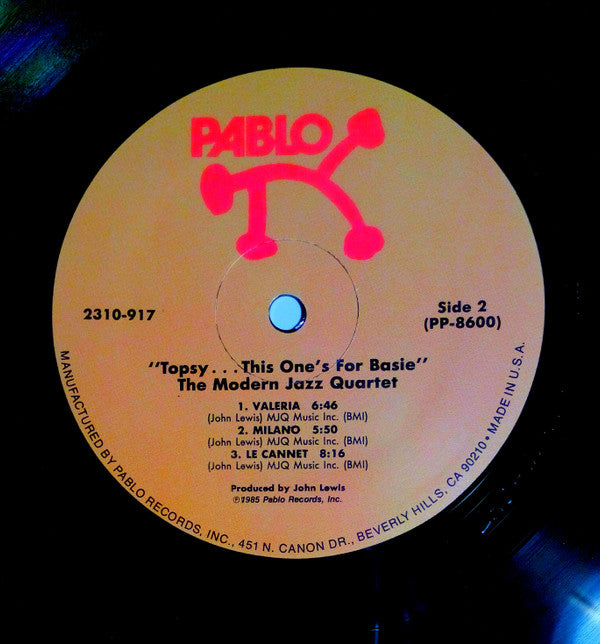 PABLO
2310-917
Side 2
(PP-8600)
"Topsy...This One's For Basie"
The Modern Jazz Quartet
1. VALERIA 6:46
(John Lewis) MJQ Music Inc. (BMI)
2. MILANO 5:50
(John Lewis) MJQ Music Inc. (BMI)
3. LE CANNET 8:16
(John Lewis) MJQ Music Inc. (BMI)
Produced by John Lewis
℗1985 Pablo Records, Inc.
MANUFACTURED BY PABLO RECORDS, INC., 451 N. CANON DR., BEVERLY HILLS, CA 90210 • MADE IN U.S.A.